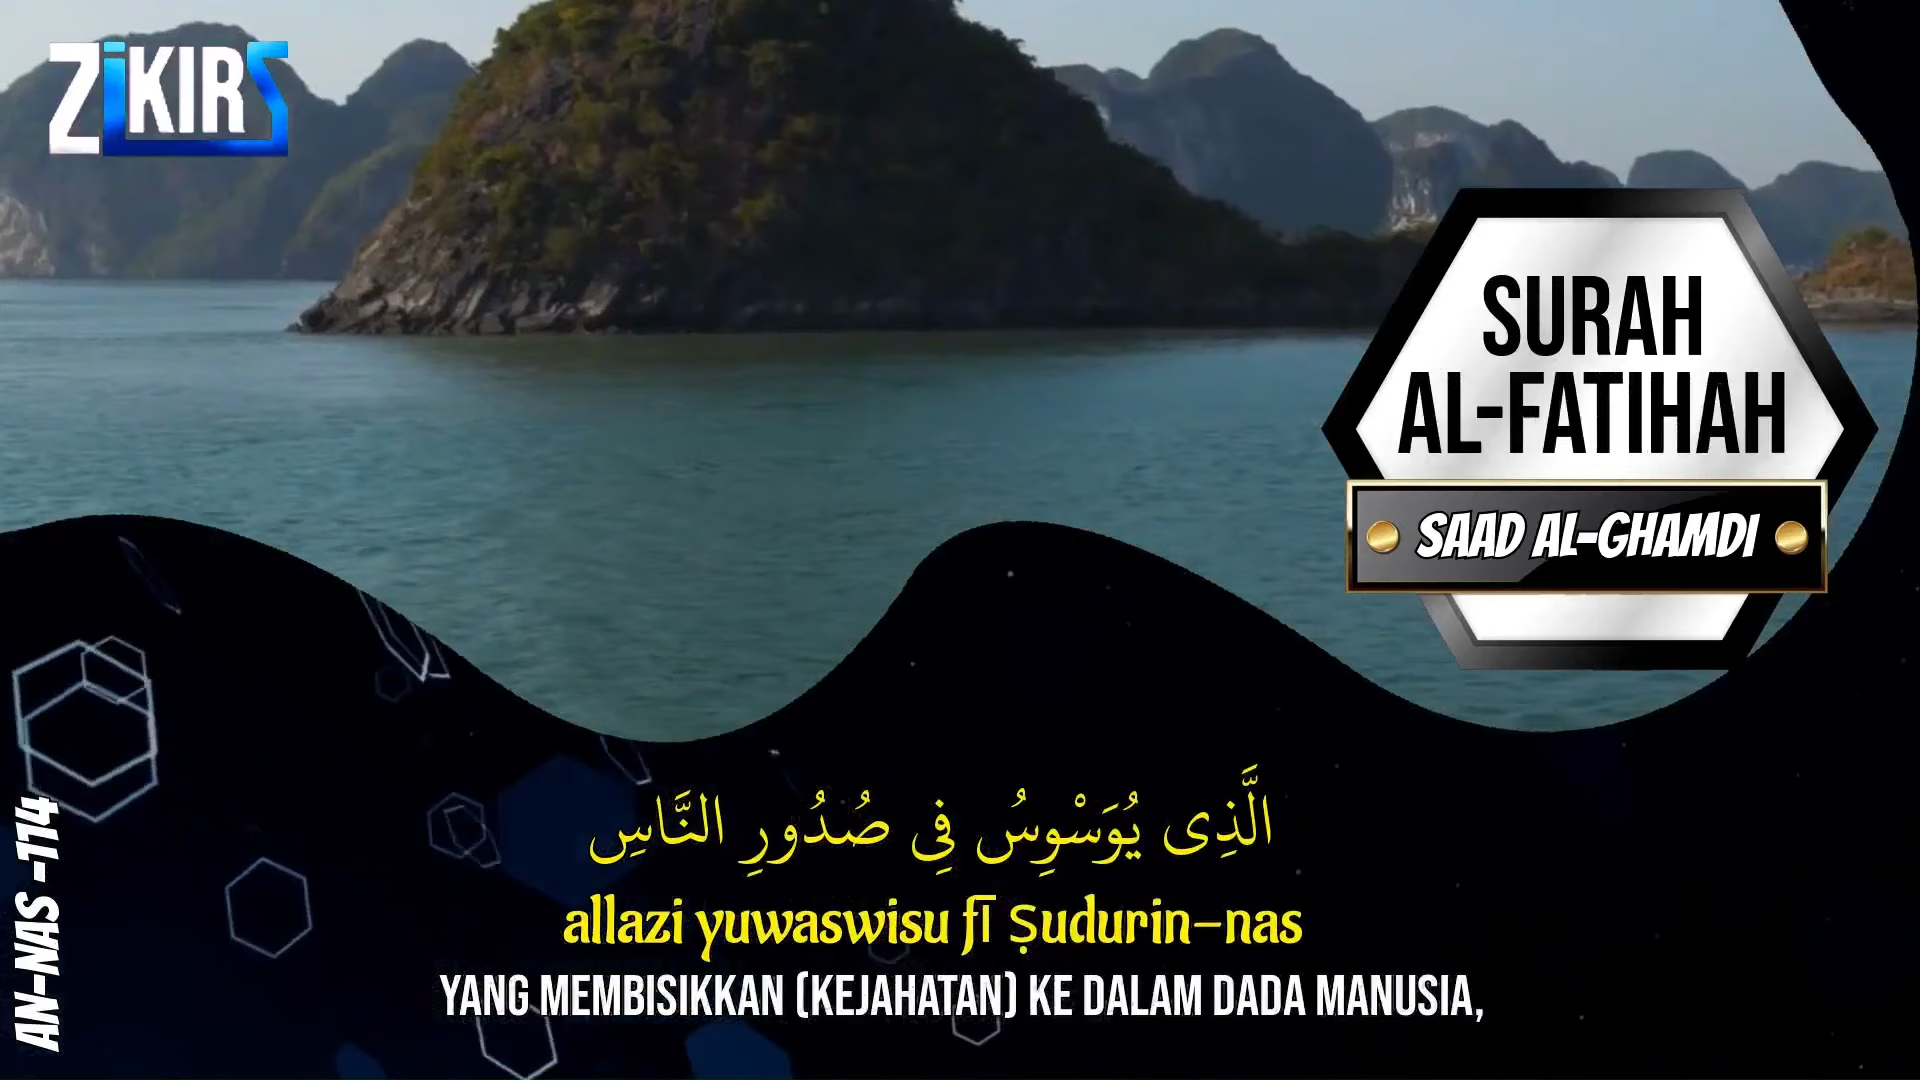 ZiKIRS
SURAH
AL-FATIHAH
SAAD AL-GHAMDI
AN-NAS -114
الَّذِى يُوَسْوِسُ فِى صُدُورِ النَّاسِ
allazi yuwaswisu fī Ṣudurin-nas
YANG MEMBISIKKAN (KEJAHATAN) KE DALAM DADA MANUSIA,